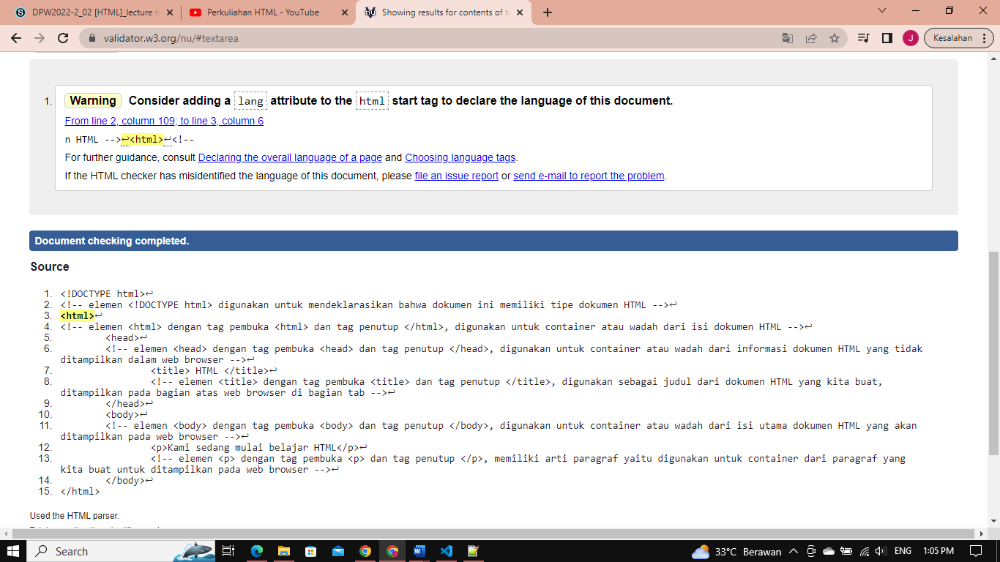 DPW2022-2_02 [HTML]_lecture n
Perkuliahan HTML - YouTube
Showing results for contents of te
validator.w3.org/nu/#textarea
J
Kesalahan
1. Warning Consider adding a lang attribute to the html start tag to declare the language of this document.
From line 2, column 109; to line 3, column 6
n HTML -->↩<html>↩<!--
For further guidance, consult Declaring the overall language of a page and Choosing language tags.
If the HTML checker has misidentified the language of this document, please file an issue report or send e-mail to report the problem.
Document checking completed.
Source
1. <!DOCTYPE html>↩
2. <!-- elemen <!DOCTYPE html> digunakan untuk mendeklarasikan bahwa dokumen ini memiliki tipe dokumen HTML -->↩
3. <html>↩
4. <!-- elemen <html> dengan tag pembuka <html> dan tag penutup </html>, digunakan untuk container atau wadah dari isi dokumen HTML -->↩
5. <head>↩
6. <!-- elemen <head> dengan tag pembuka <head> dan tag penutup </head>, digunakan untuk container atau wadah dari informasi dokumen HTML yang tidak
ditampilkan dalam web browser -->↩
7. <title> HTML </title>↩
8. <!-- elemen <title> dengan tag pembuka <title> dan tag penutup </title>, digunakan sebagai judul dari dokumen HTML yang kita buat,
ditampilkan pada bagian atas web browser di bagian tab -->↩
9. </head>↩
10. <body>↩
11. <!-- elemen <body> dengan tag pembuka <body> dan tag penutup </body>, digunakan untuk container atau wadah dari isi utama dokumen HTML yang akan
ditampilkan pada web browser -->↩
12. <p>Kami sedang mulai belajar HTML</p>↩
13. <!-- elemen <p> dengan tag pembuka <p> dan tag penutup </p>, memiliki arti paragraf yaitu digunakan untuk container dari paragraf yang
kita buat untuk ditampilkan pada web browser -->↩
14. </body>↩
15. </html>
Used the HTML parser.
Search
33°C Berawan
ENG
1:05 PM